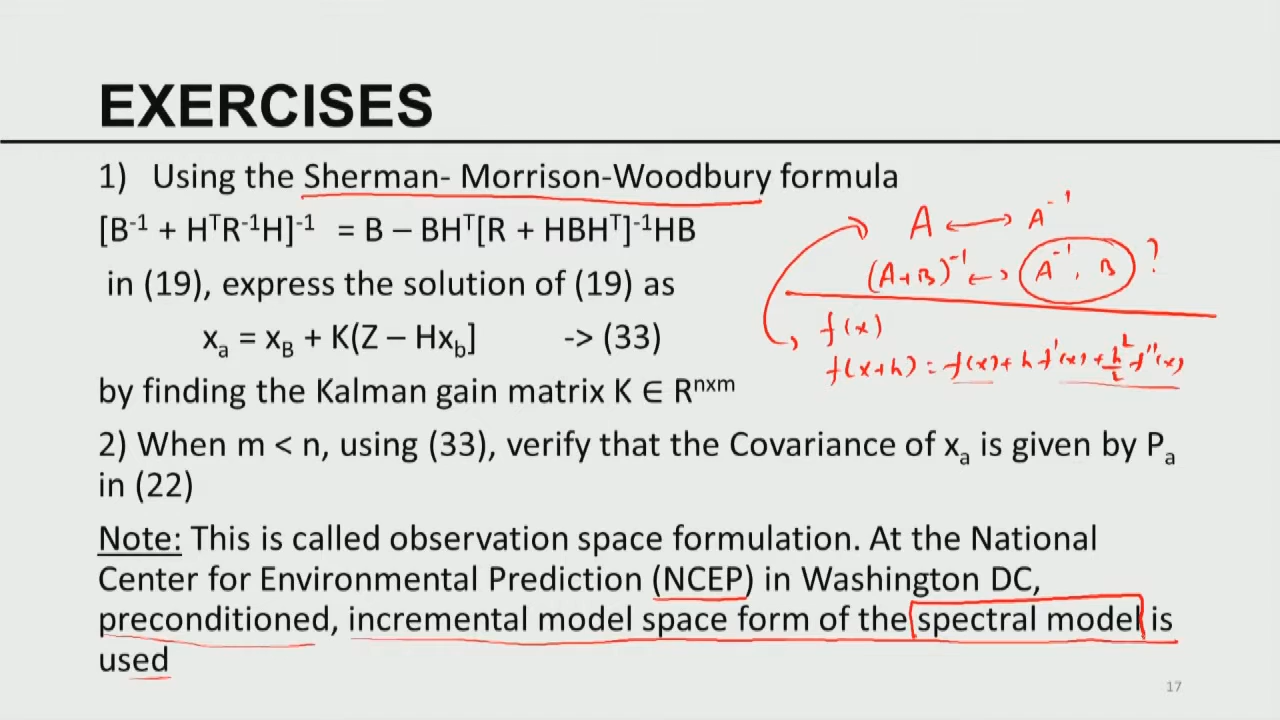 EXERCISES
1) Using the Sherman- Morrison-Woodbury formula
[B⁻¹ + HᵀR⁻¹H]⁻¹ = B – BHᵀ[R + HBHᵀ]⁻¹HB
in (19), express the solution of (19) as
xₐ = x_B + K(Z – Hx_b] -> (33)
by finding the Kalman gain matrix K ∈ Rⁿˣᵐ
2) When m < n, using (33), verify that the Covariance of xₐ is given by Pₐ
in (22)
Note: This is called observation space formulation. At the National
Center for Environmental Prediction (NCEP) in Washington DC,
preconditioned, incremental model space form of the spectral model is
used
A ⟷ A⁻¹
(A+B)⁻¹ ⟷ A⁻¹, B ?
f(x)
f(x+h) = f(x) + h f'(x) + h²/2 f''(x)
17